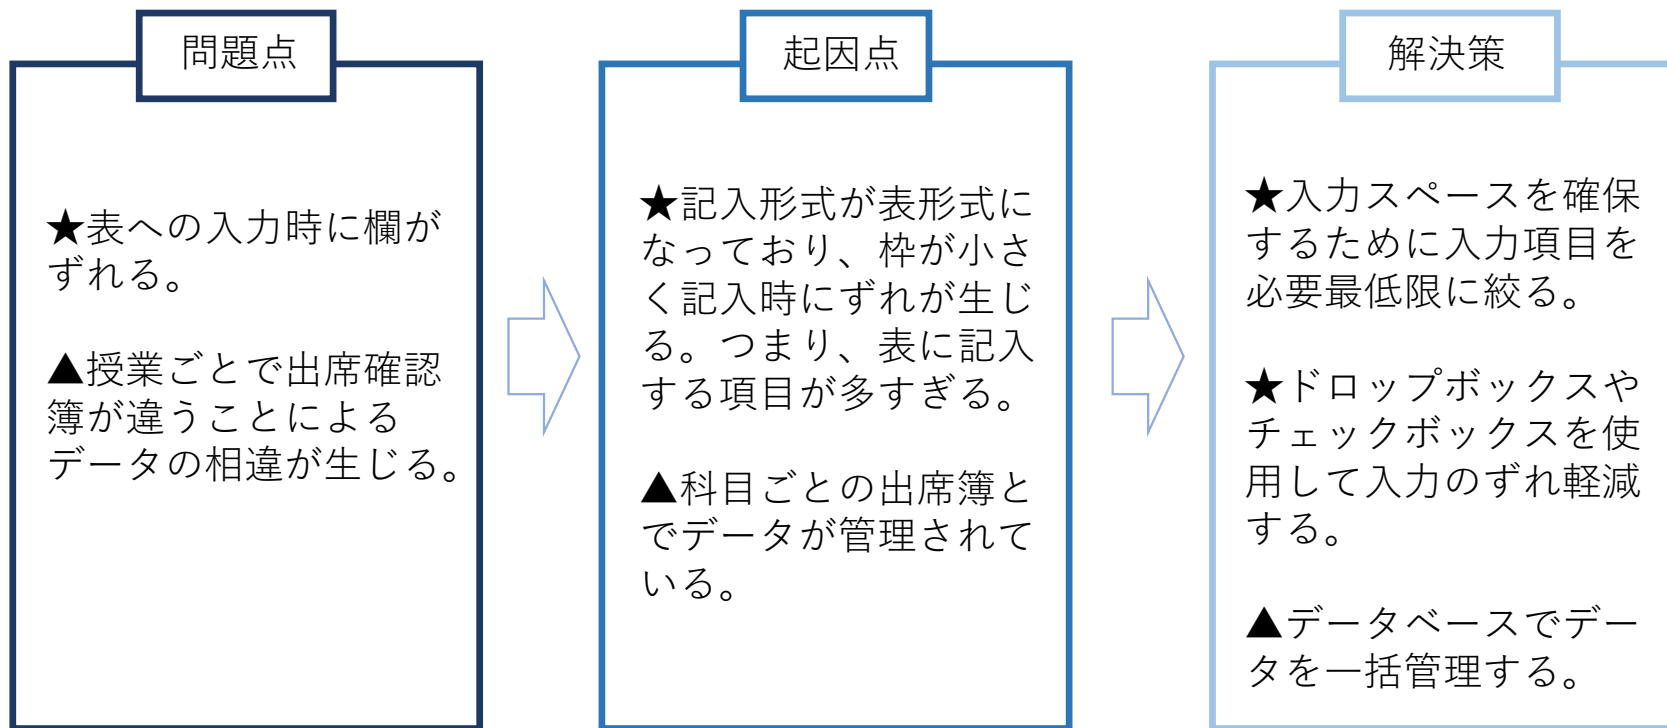 問題点
★表への入力時に欄が
ずれる。
▲授業ごとで出席確認
簿が違うことによる
データの相違が生じる。
起因点
★記入形式が表形式に
なっており、枠が小さ
く記入時にずれが生じ
る。つまり、表に記入
する項目が多すぎる。
▲科目ごとの出席簿と
でデータが管理されて
いる。
解決策
★入力スペースを確保
するために入力項目を
必要最低限に絞る。
★ドロップボックスや
チェックボックスを使
用して入力のずれ軽減
する。
▲データベースでデー
タを一括管理する。